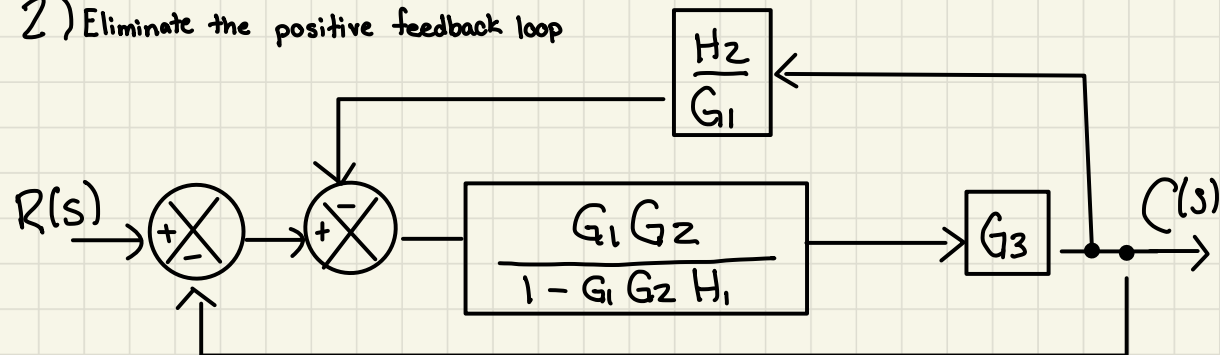 2) Eliminate the positive feedback loop
H2
G1
R(s)
+
-
+
-
G1 G2
1 - G1 G2 H1
G3
C(s)